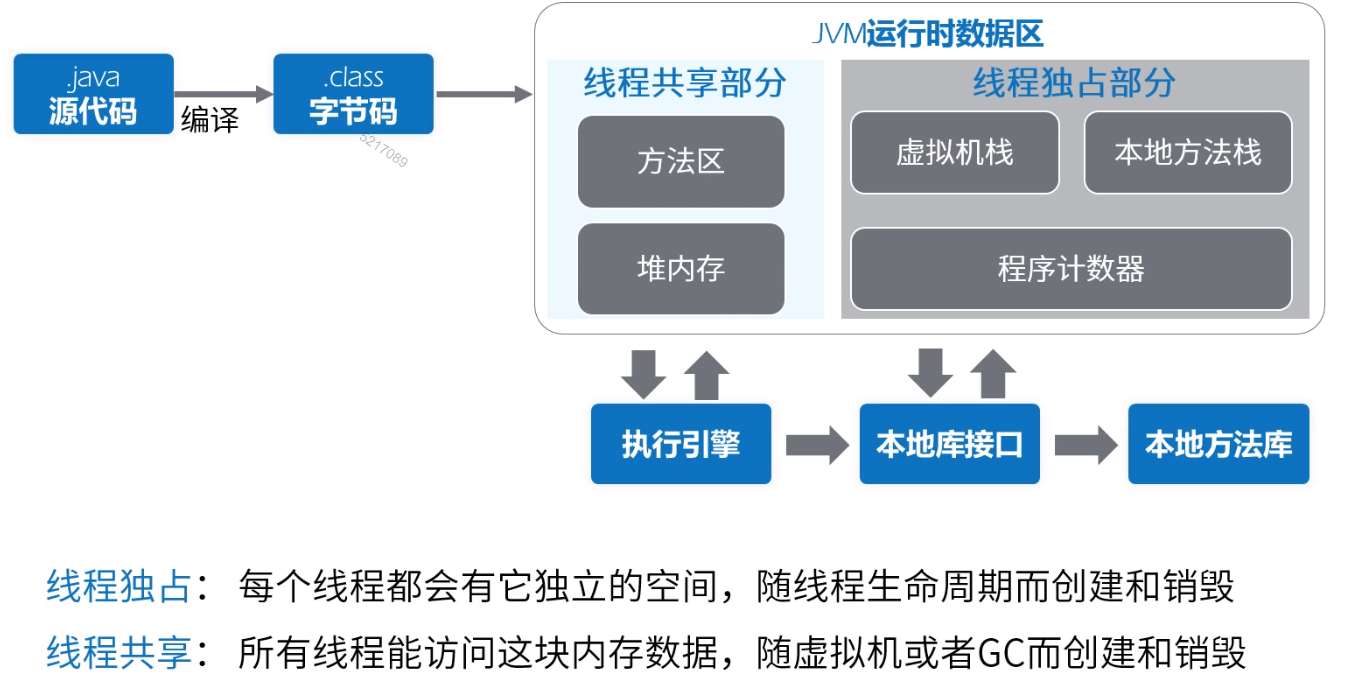 JVM运行时数据区
.java
源代码
编译
.class
字节码
5217089
线程共享部分
线程独占部分
方法区
虚拟机栈
本地方法栈
堆内存
程序计数器
执行引擎
本地库接口
本地方法库
线程独占： 每个线程都会有它独立的空间，随线程生命周期而创建和销毁
线程共享： 所有线程能访问这块内存数据，随虚拟机或者GC而创建和销毁